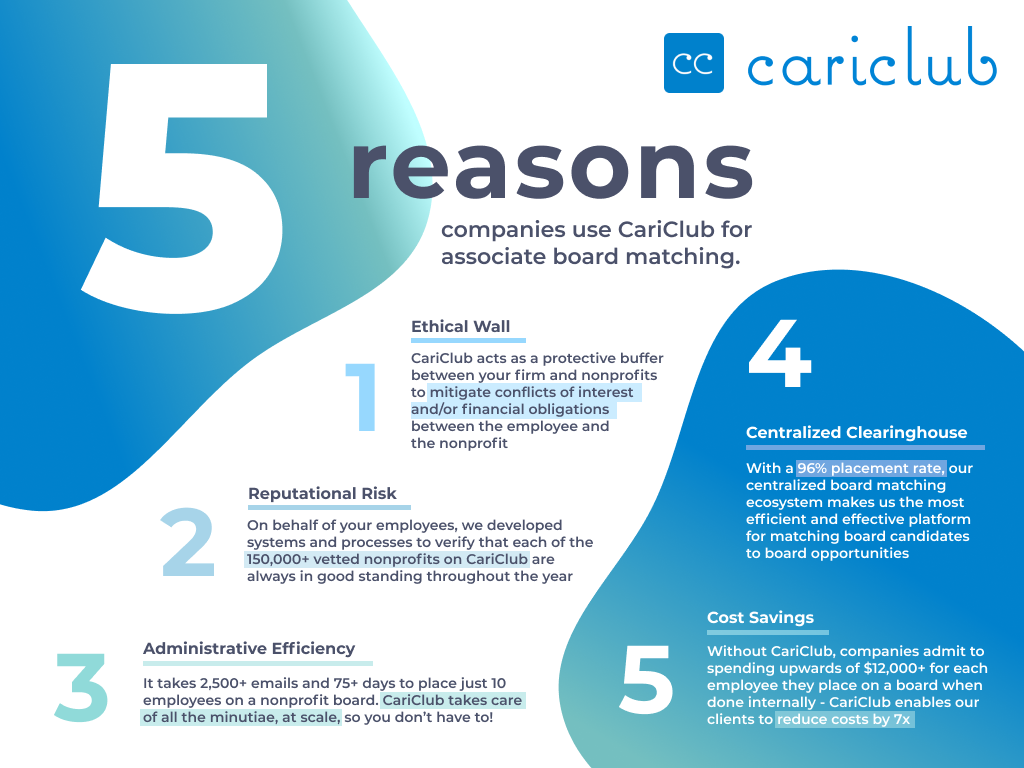 cc cariclub
5 reasons
companies use CariClub for
associate board matching.
1
Ethical Wall
CariClub acts as a protective buffer
between your firm and nonprofits
to mitigate conflicts of interest
and/or financial obligations
between the employee and
the nonprofit
2
Reputational Risk
On behalf of your employees, we developed
systems and processes to verify that each of the
150,000+ vetted nonprofits on CariClub are
always in good standing throughout the year
3
Administrative Efficiency
It takes 2,500+ emails and 75+ days to place just 10
employees on a nonprofit board. CariClub takes care
of all the minutiae, at scale, so you don't have to!
4
Centralized Clearinghouse
With a 96% placement rate, our
centralized board matching
ecosystem makes us the most
efficient and effective platform
for matching board candidates
to board opportunities
5
Cost Savings
Without CariClub, companies admit to
spending upwards of $12,000+ for each
employee they place on a board when
done internally - CariClub enables our
clients to reduce costs by 7x